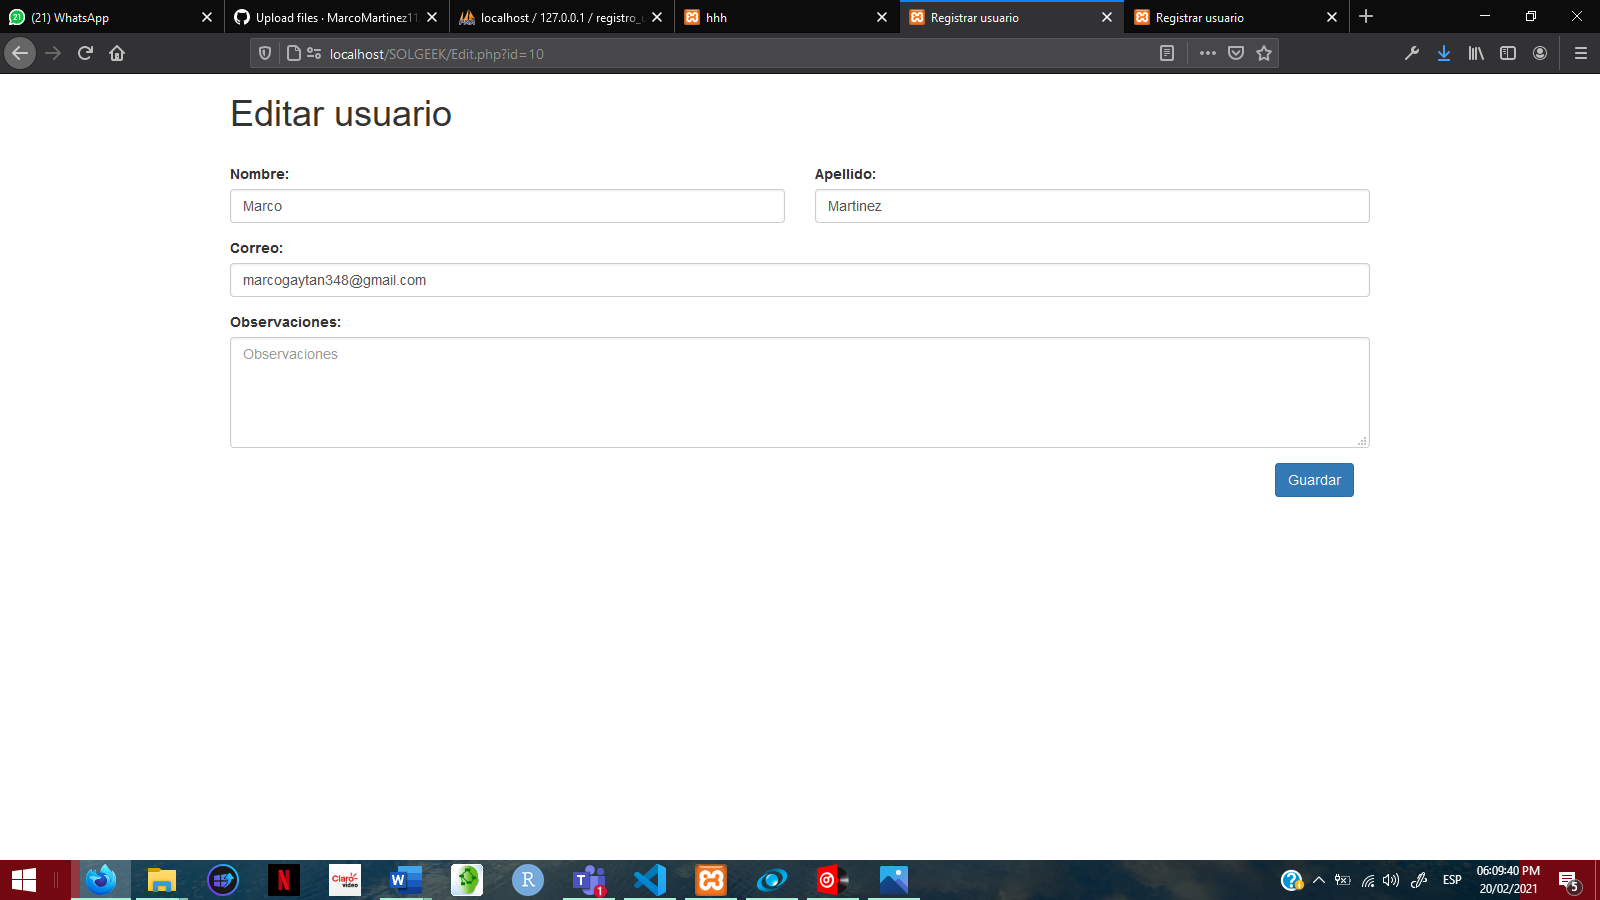 (21) WhatsApp
Upload files · MarcoMartinez11
localhost / 127.0.0.1 / registro_u
hhh
Registrar usuario
Registrar usuario
localhost/SOLGEEK/Edit.php?id=10
Editar usuario
Nombre:
Apellido:
Marco
Martinez
Correo:
marcogaytan348@gmail.com
Observaciones:
Observaciones
Guardar
ESP
06:09:40 PM
20/02/2021
5